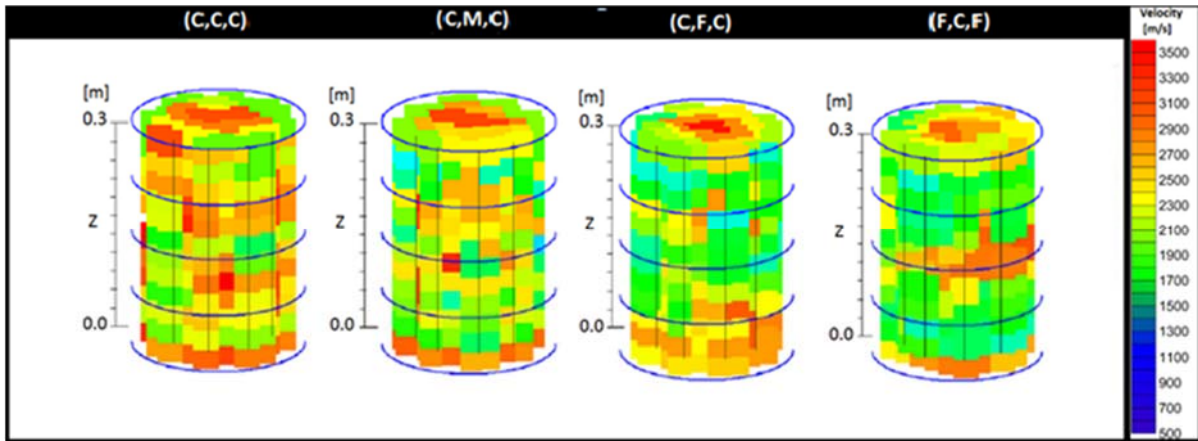 (C,C,C) (C,M,C) (C,F,C) (F,C,F)
Velocity
[m/s]
[m] [m] [m] [m]
0.3 0.3 0.3 0.3
Z Z Z Z
0.0 0.0 0.0 0.0
3500
3300
3100
2900
2700
2500
2300
2100
1900
1700
1500
1300
1100
900
700
500